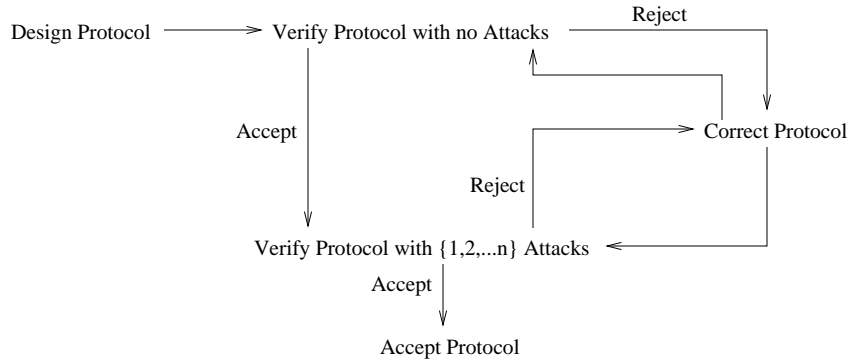 Reject
Design Protocol
Verify Protocol with no Attacks
Accept
Correct Protocol
Reject
Verify Protocol with {1,2,...n} Attacks
Accept
Accept Protocol